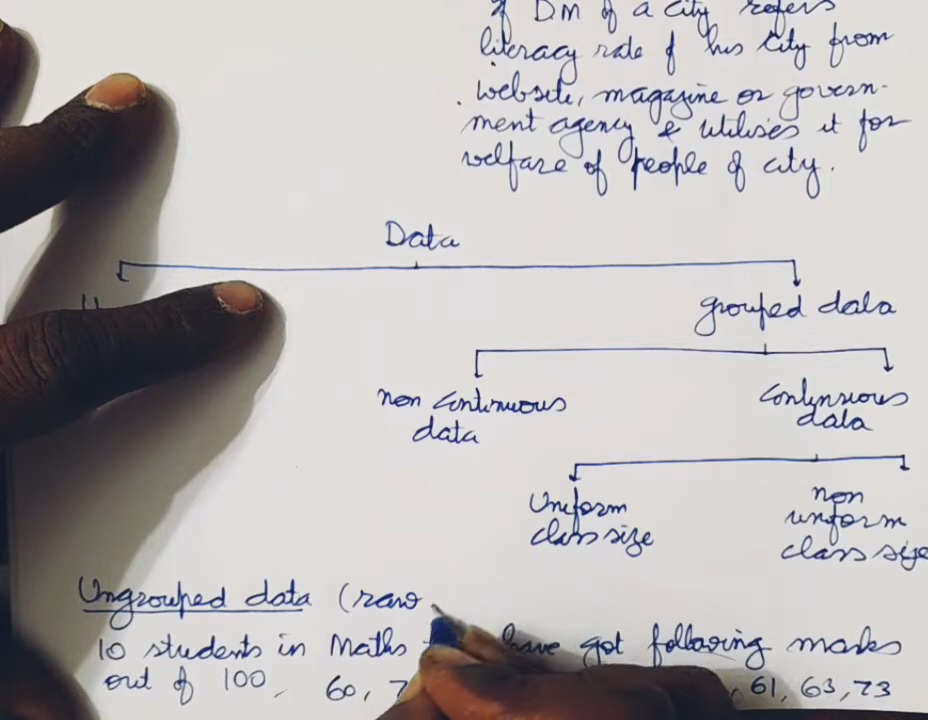 if DM of a city refers
literacy rate of his city from
website, magazine or govern-
ment agency & utilises it for
welfare of people of city.
Data
grouped data
non continuous
data
continuous
data
Uniform
class size
non
uniform
class size
Ungrouped data (raw
10 students in Maths have got following marks
out of 100, 60, 61, 63, 73